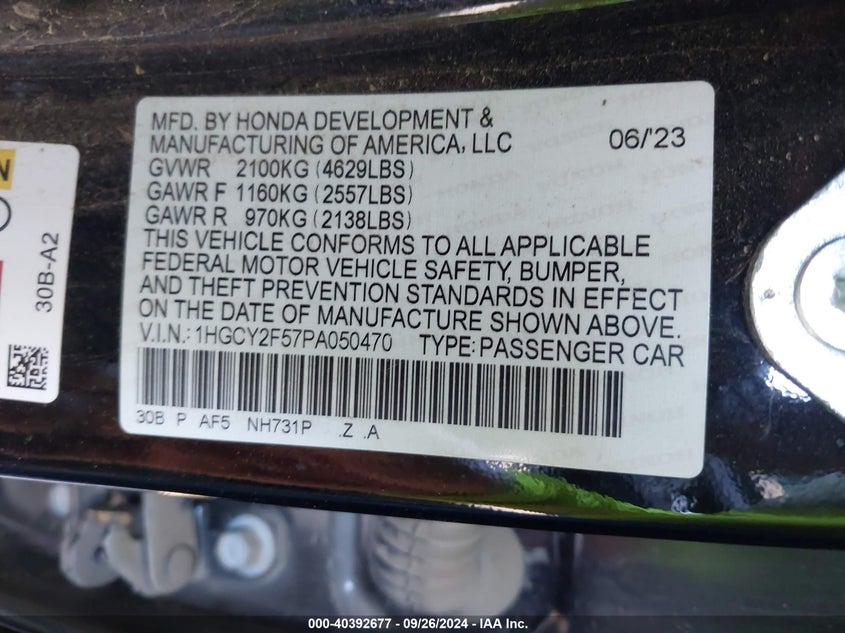 MFD. BY HONDA DEVELOPMENT &
MANUFACTURING OF AMERICA, LLC 06/'23
GVWR 2100KG (4629LBS)
GAWR F 1160KG (2557LBS)
GAWR R 970KG (2138LBS)
THIS VEHICLE CONFORMS TO ALL APPLICABLE
FEDERAL MOTOR VEHICLE SAFETY, BUMPER,
AND THEFT PREVENTION STANDARDS IN EFFECT
ON THE DATE OF MANUFACTURE SHOWN ABOVE.
V.I.N.: 1HGCY2F57PA050470 TYPE: PASSENGER CAR
30B P AF5 NH731P .Z .A
30B-A2
000-40392677 - 09/26/2024 - IAA Inc.